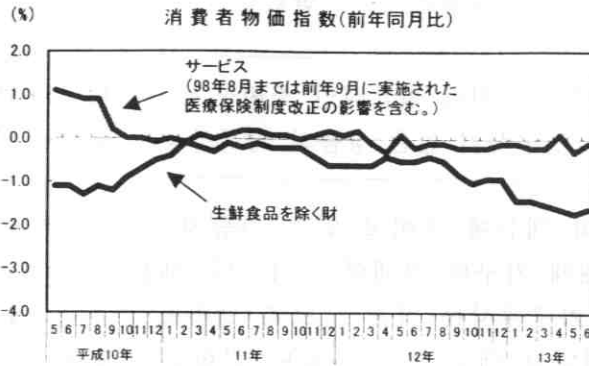 (%)
消費者物価指数(前年同月比)
2.0
1.0
0.0
-1.0
-2.0
-3.0
-4.0
サービス
(98年8月までは前年9月に実施された
医療保険制度改正の影響を含む。)
生鮮食品を除く財
5 6 7 8 9 10 11 12 1 2 3 4 5 6 7 8 9 10 11 12 1 2 3 4 5 6 7 8 9 10 11 12 1 2 3 4 5 6
平成10年 11年 12年 13年